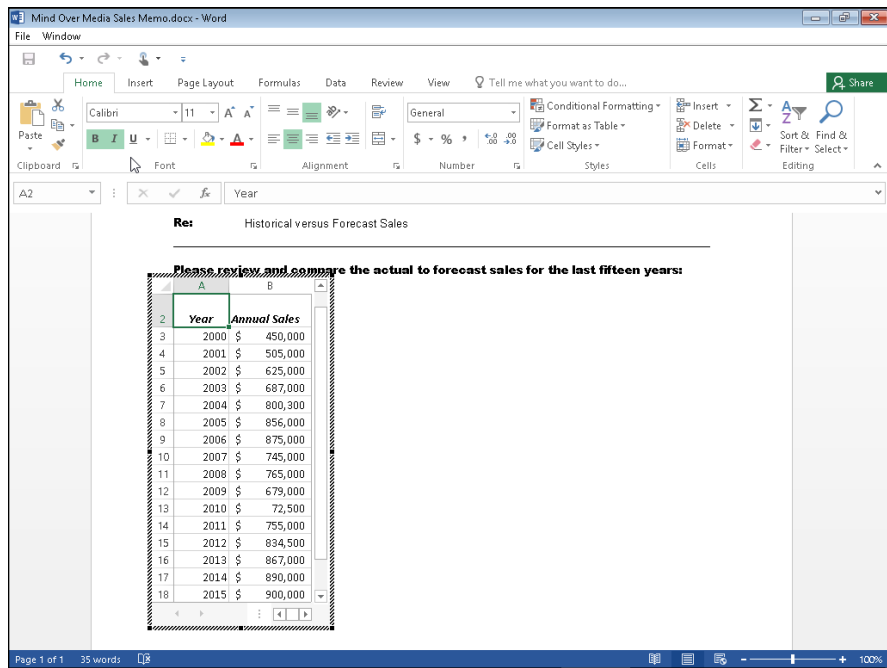 Mind Over Media Sales Memo.docx - Word
File Window
Home Insert Page Layout Formulas Data Review View Tell me what you want to do... Share
Calibri 11 A A General Conditional Formatting Insert Σ A Z
Paste B I U A $ % , .00 .0 Format as Table Delete Sort & Find &
Cell Styles Format Filter Select
Clipboard Font Alignment Number Styles Cells Editing
A2 fx Year
Re: Historical versus Forecast Sales
Please review and compare the actual to forecast sales for the last fifteen years:
A B
2 Year Annual Sales
3 2000 $ 450,000
4 2001 $ 505,000
5 2002 $ 625,000
6 2003 $ 687,000
7 2004 $ 800,300
8 2005 $ 856,000
9 2006 $ 875,000
10 2007 $ 745,000
11 2008 $ 765,000
12 2009 $ 679,000
13 2010 $ 72,500
14 2011 $ 755,000
15 2012 $ 834,500
16 2013 $ 867,000
17 2014 $ 890,000
18 2015 $ 900,000
Page 1 of 1 35 words 100%